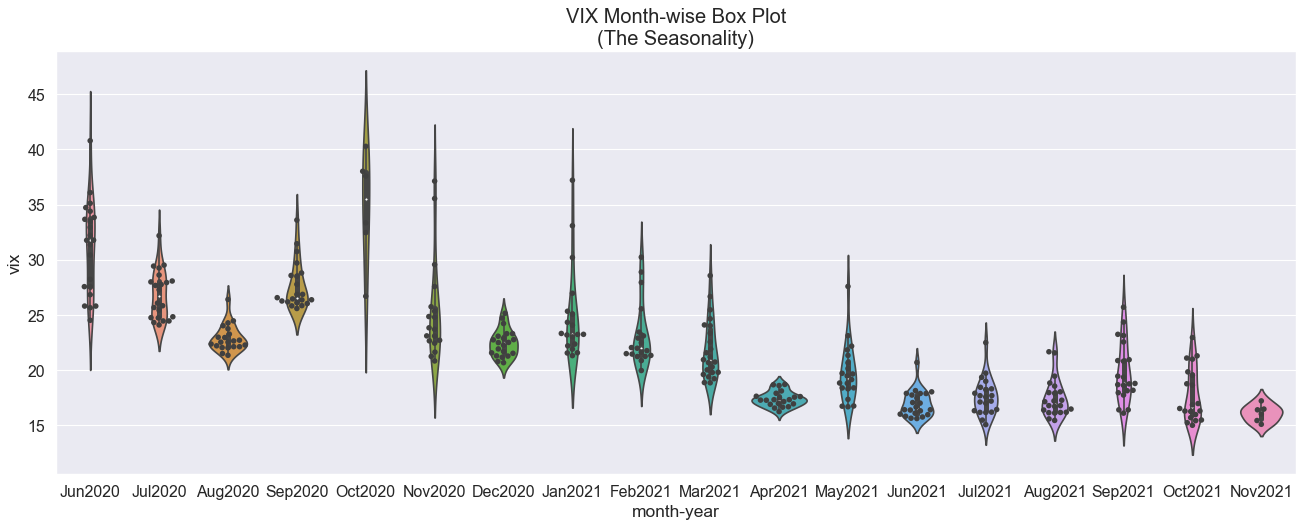 VIX Month-wise Box Plot
(The Seasonality)
vix
45
40
35
30
25
20
15
Jun2020 Jul2020 Aug2020 Sep2020 Oct2020 Nov2020 Dec2020 Jan2021 Feb2021 Mar2021 Apr2021 May2021 Jun2021 Jul2021 Aug2021 Sep2021 Oct2021 Nov2021
month-year